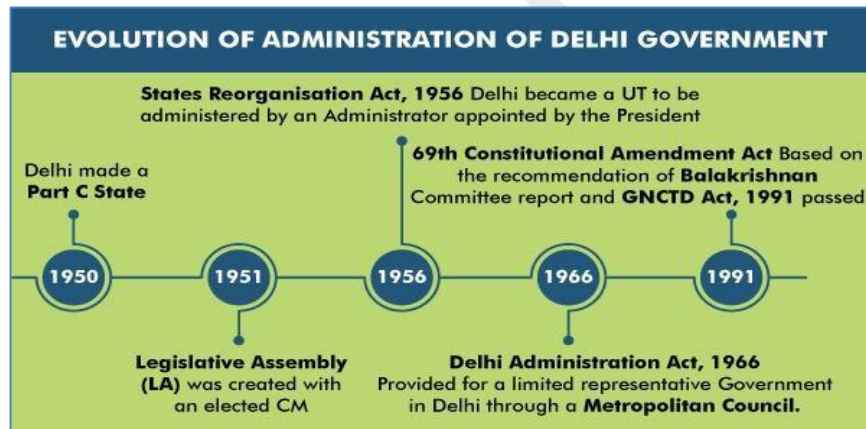 EVOLUTION OF ADMINISTRATION OF DELHI GOVERNMENT
States Reorganisation Act, 1956 Delhi became a UT to be
administered by an Administrator appointed by the President
69th Constitutional Amendment Act Based on
the recommendation of Balakrishnan
Committee report and GNCTD Act, 1991 passed
Delhi made a
Part C State
1950
1951
1956
1966
1991
Legislative Assembly
(LA) was created with
an elected CM
Delhi Administration Act, 1966
Provided for a limited representative Government
in Delhi through a Metropolitan Council.